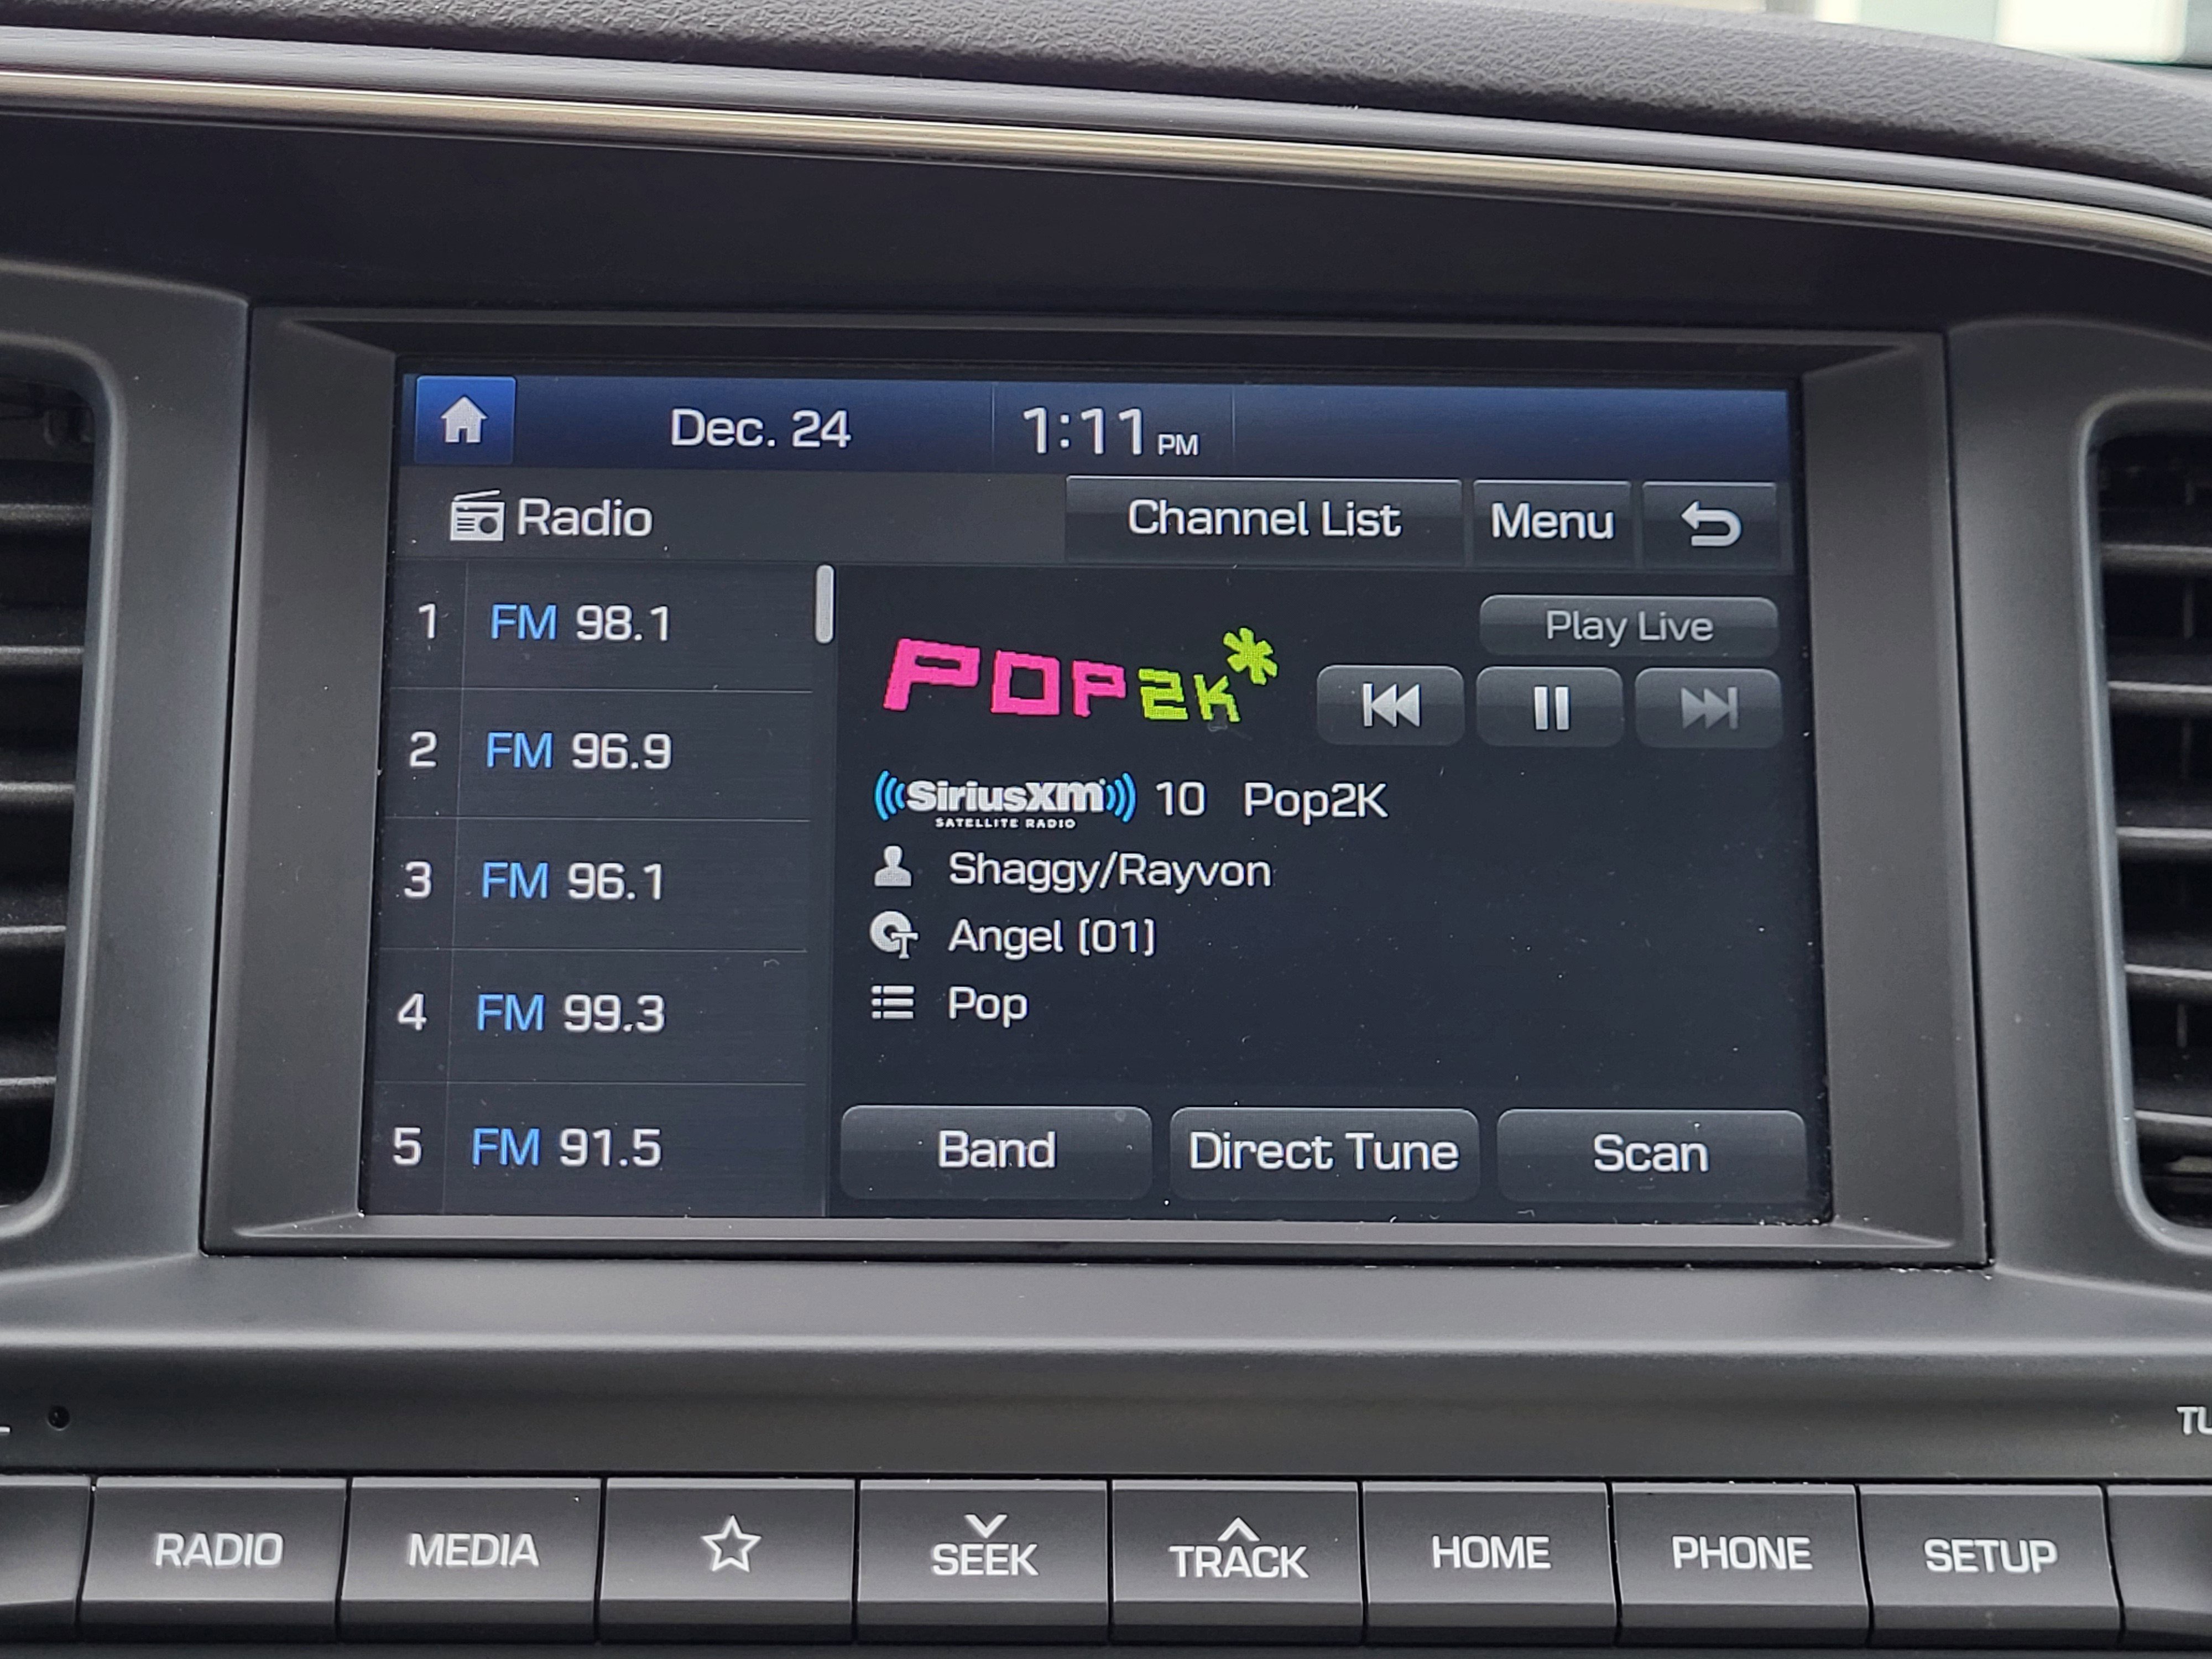 Dec. 24 1:11 PM
Radio Channel List Menu
1 FM 98.1
2 FM 96.9
3 FM 96.1
4 FM 99.3
5 FM 91.5
POP2K*
Play Live
SiriusXM 10 Pop2K
SATELLITE RADIO
Shaggy/Rayvon
Angel (01)
Pop
Band Direct Tune Scan
RADIO MEDIA SEEK TRACK HOME PHONE SETUP